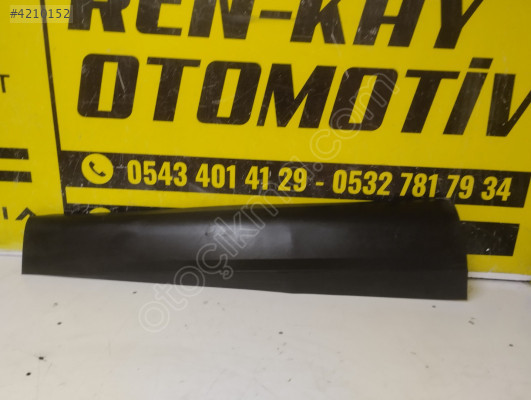 #4210152
REN-KAY
OTOMOTİV
0543 401 41 29 - 0532 781 79 34
otoçıkma.com